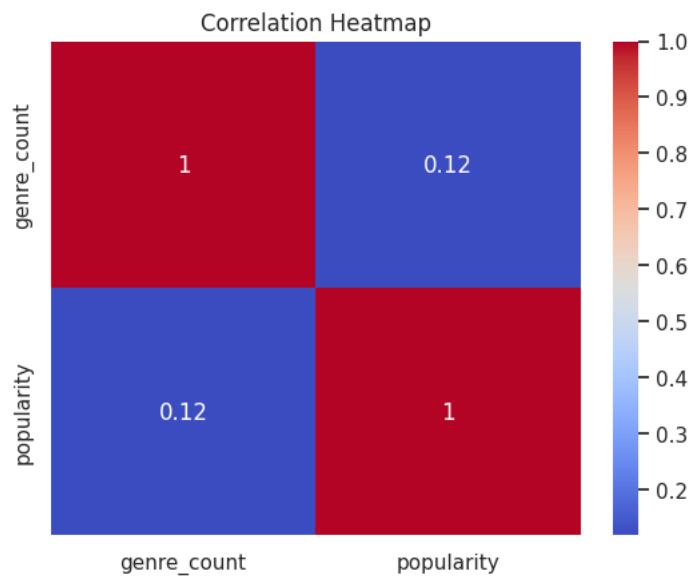 Correlation Heatmap
genre_count
1
0.12
popularity
0.12
1
genre_count
popularity
1.0
0.9
0.8
0.7
0.6
0.5
0.4
0.3
0.2